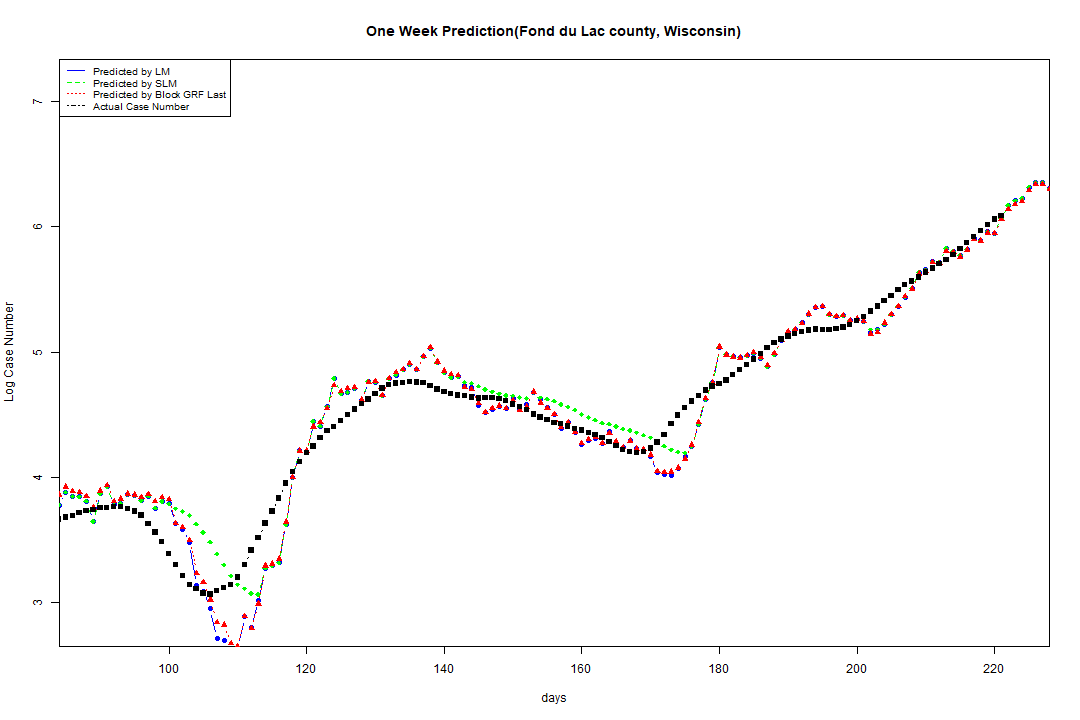 One Week Prediction(Fond du Lac county, Wisconsin)
Predicted by LM
Predicted by SLM
Predicted by Block GRF Last
Actual Case Number
7
6
5
4
3
Log Case Number
100 120 140 160 180 200 220
days